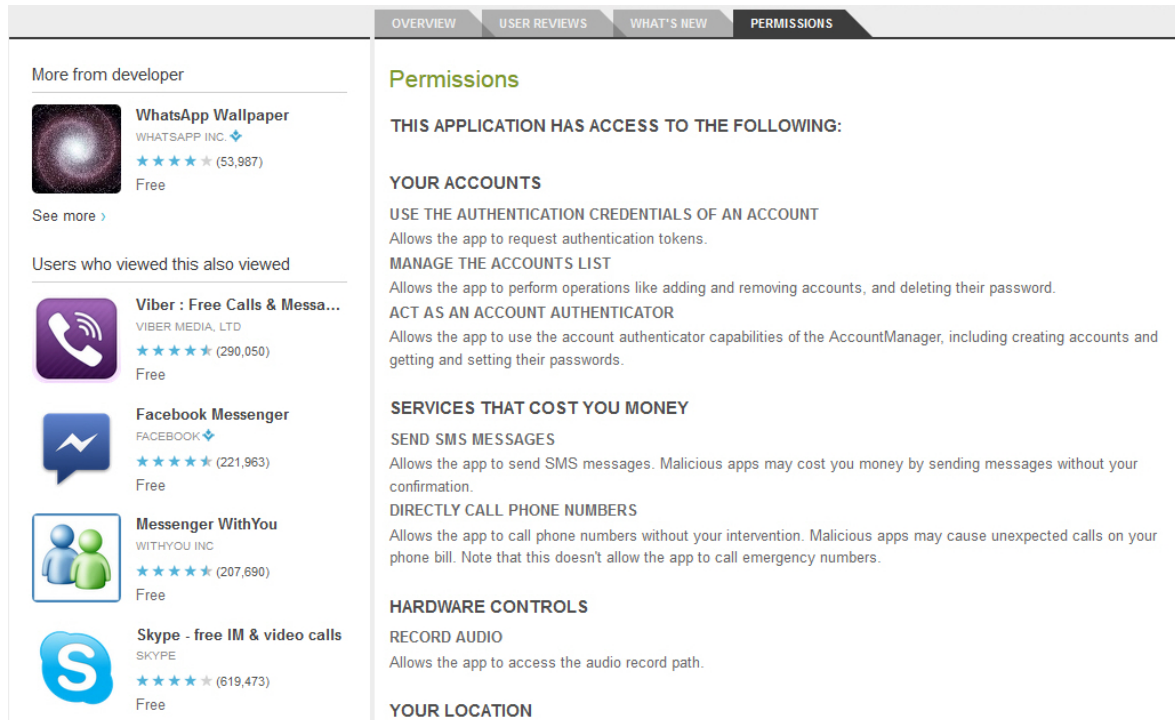 OVERVIEW
USER REVIEWS
WHAT'S NEW
PERMISSIONS
More from developer
WhatsApp Wallpaper
WHATSAPP INC.
(53,987)
Free
See more ›
Users who viewed this also viewed
Viber : Free Calls & Messa...
VIBER MEDIA, LTD
(290,050)
Free
Facebook Messenger
FACEBOOK
(221,963)
Free
Messenger WithYou
WITHYOU INC
(207,690)
Free
Skype - free IM & video calls
SKYPE
(619,473)
Free
Permissions
THIS APPLICATION HAS ACCESS TO THE FOLLOWING:
YOUR ACCOUNTS
USE THE AUTHENTICATION CREDENTIALS OF AN ACCOUNT
Allows the app to request authentication tokens.
MANAGE THE ACCOUNTS LIST
Allows the app to perform operations like adding and removing accounts, and deleting their password.
ACT AS AN ACCOUNT AUTHENTICATOR
Allows the app to use the account authenticator capabilities of the AccountManager, including creating accounts and
getting and setting their passwords.
SERVICES THAT COST YOU MONEY
SEND SMS MESSAGES
Allows the app to send SMS messages. Malicious apps may cost you money by sending messages without your
confirmation.
DIRECTLY CALL PHONE NUMBERS
Allows the app to call phone numbers without your intervention. Malicious apps may cause unexpected calls on your
phone bill. Note that this doesn't allow the app to call emergency numbers.
HARDWARE CONTROLS
RECORD AUDIO
Allows the app to access the audio record path.
YOUR LOCATION